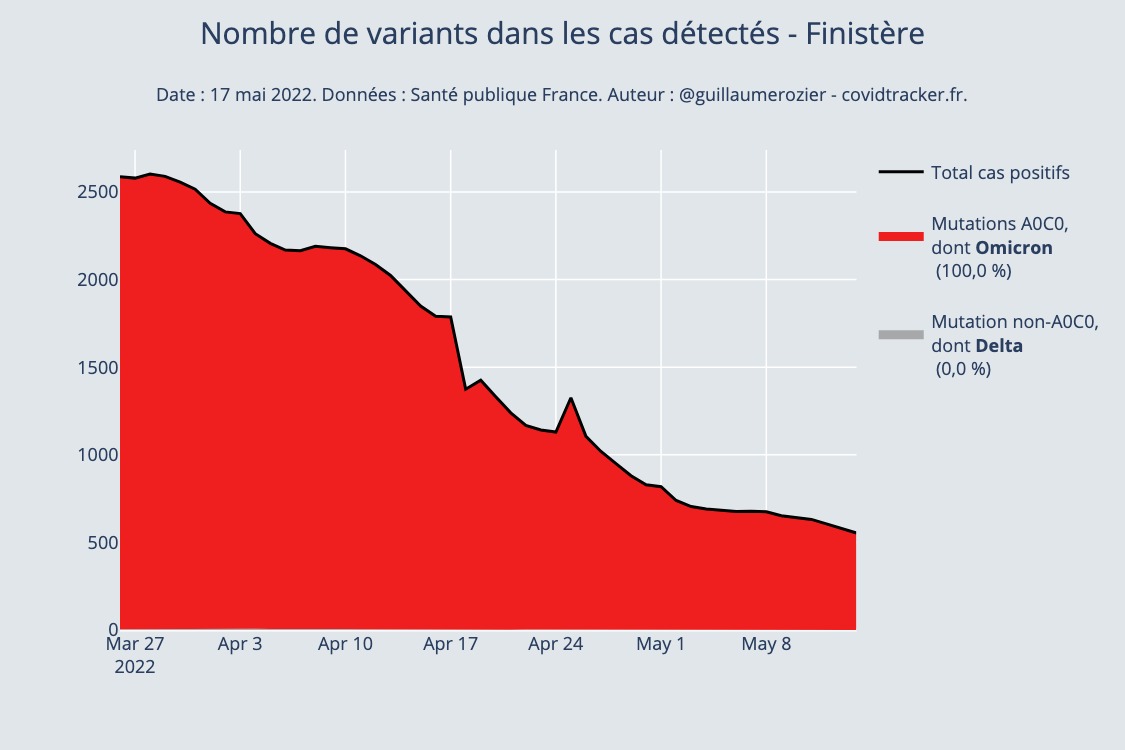 Nombre de variants dans les cas détectés - Finistère
Date : 17 mai 2022. Données : Santé publique France. Auteur : @guillaumerozier - covidtracker.fr.
2500
2000
1500
1000
500
0
Mar 27
2022
Apr 3
Apr 10
Apr 17
Apr 24
May 1
May 8
Total cas positifs
Mutations A0C0,
dont Omicron
(100,0 %)
Mutation non-A0C0,
dont Delta
(0,0 %)